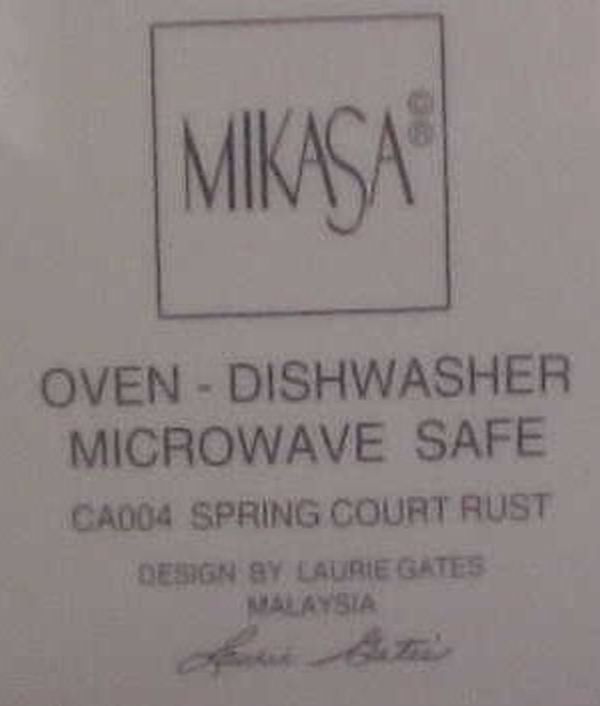 MIKASA ©®
OVEN - DISHWASHER
MICROWAVE SAFE
CA004 SPRING COURT RUST
DESIGN BY LAURIE GATES
MALAYSIA
Laurie Gates